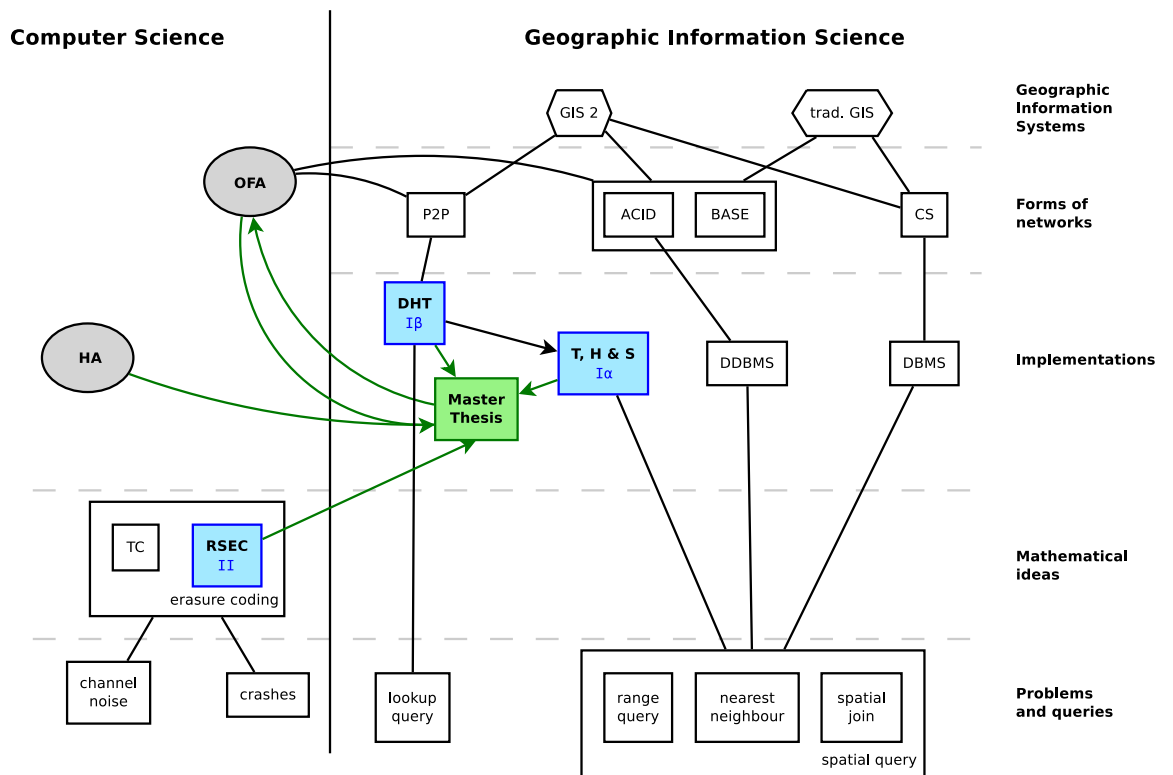 Computer Science
Geographic Information Science
GIS 2
trad. GIS
Geographic
Information
Systems
OFA
P2P
ACID
BASE
CS
Forms of
networks
DHT
Iβ
HA
T, H & S
Iα
DDBMS
DBMS
Implementations
Master
Thesis
TC
RSEC
II
erasure coding
Mathematical
ideas
channel
noise
crashes
lookup
query
range
query
nearest
neighbour
spatial
join
spatial query
Problems
and queries